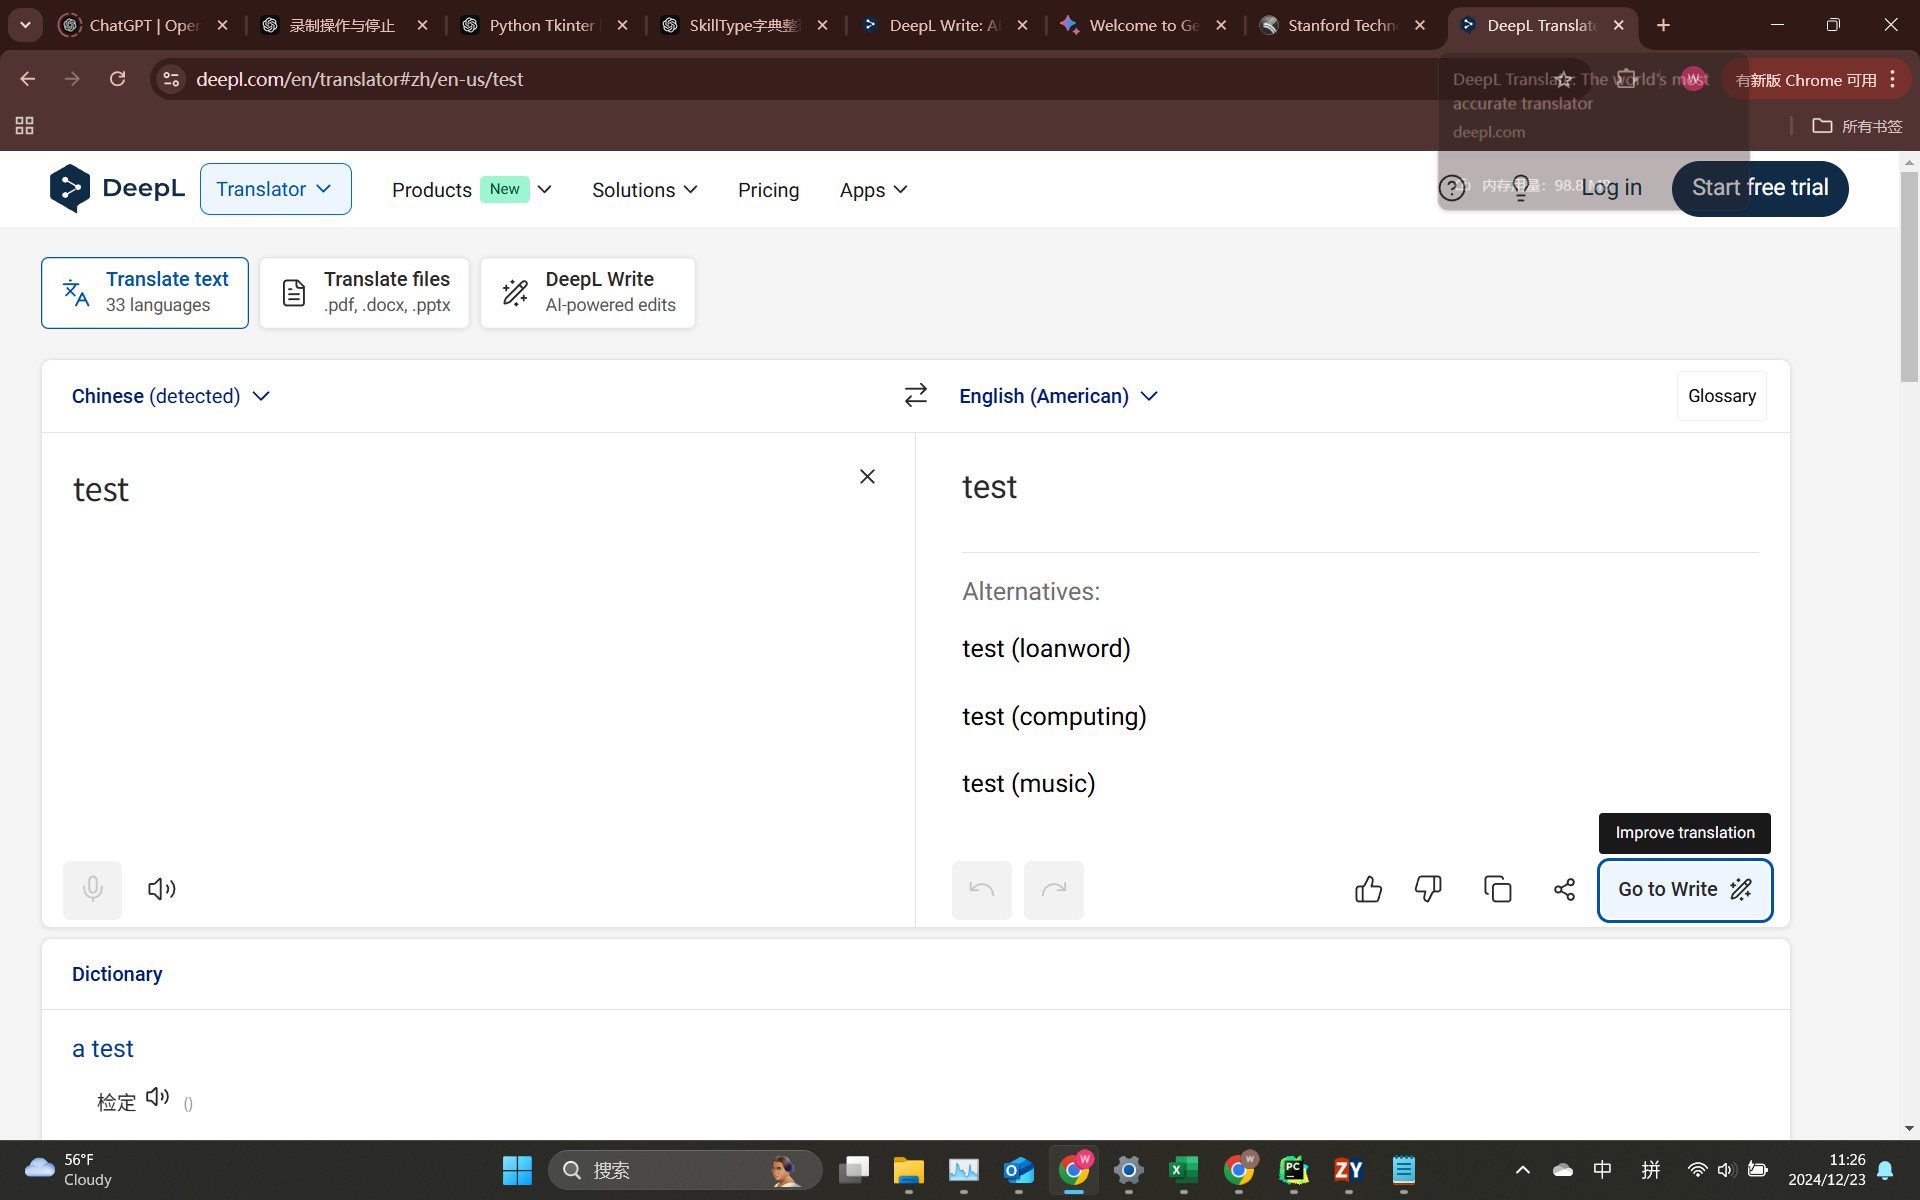 ChatGPT | Oper
录制操作与停止
Python Tkinter
SkillType字典整
DeepL Write: AI
Welcome to Ge
Stanford Techn
DeepL Translate
deepl.com/en/translator#zh/en-us/test
DeepL Translate: The world's most
accurate translator
deepl.com
内存用量：98.8 MB
W
有新版 Chrome 可用
所有书签
DeepL
Translator
Products
New
Solutions
Pricing
Apps
Log in
Start free trial
Translate text
33 languages
Translate files
.pdf, .docx, .pptx
DeepL Write
AI-powered edits
Chinese (detected)
English (American)
Glossary
test
test
Alternatives:
test (loanword)
test (computing)
test (music)
Improve translation
Go to Write
Dictionary
a test
检定 ()
56°F
Cloudy
搜索
W
W
PC
ZY
中
拼
11:26
2024/12/23